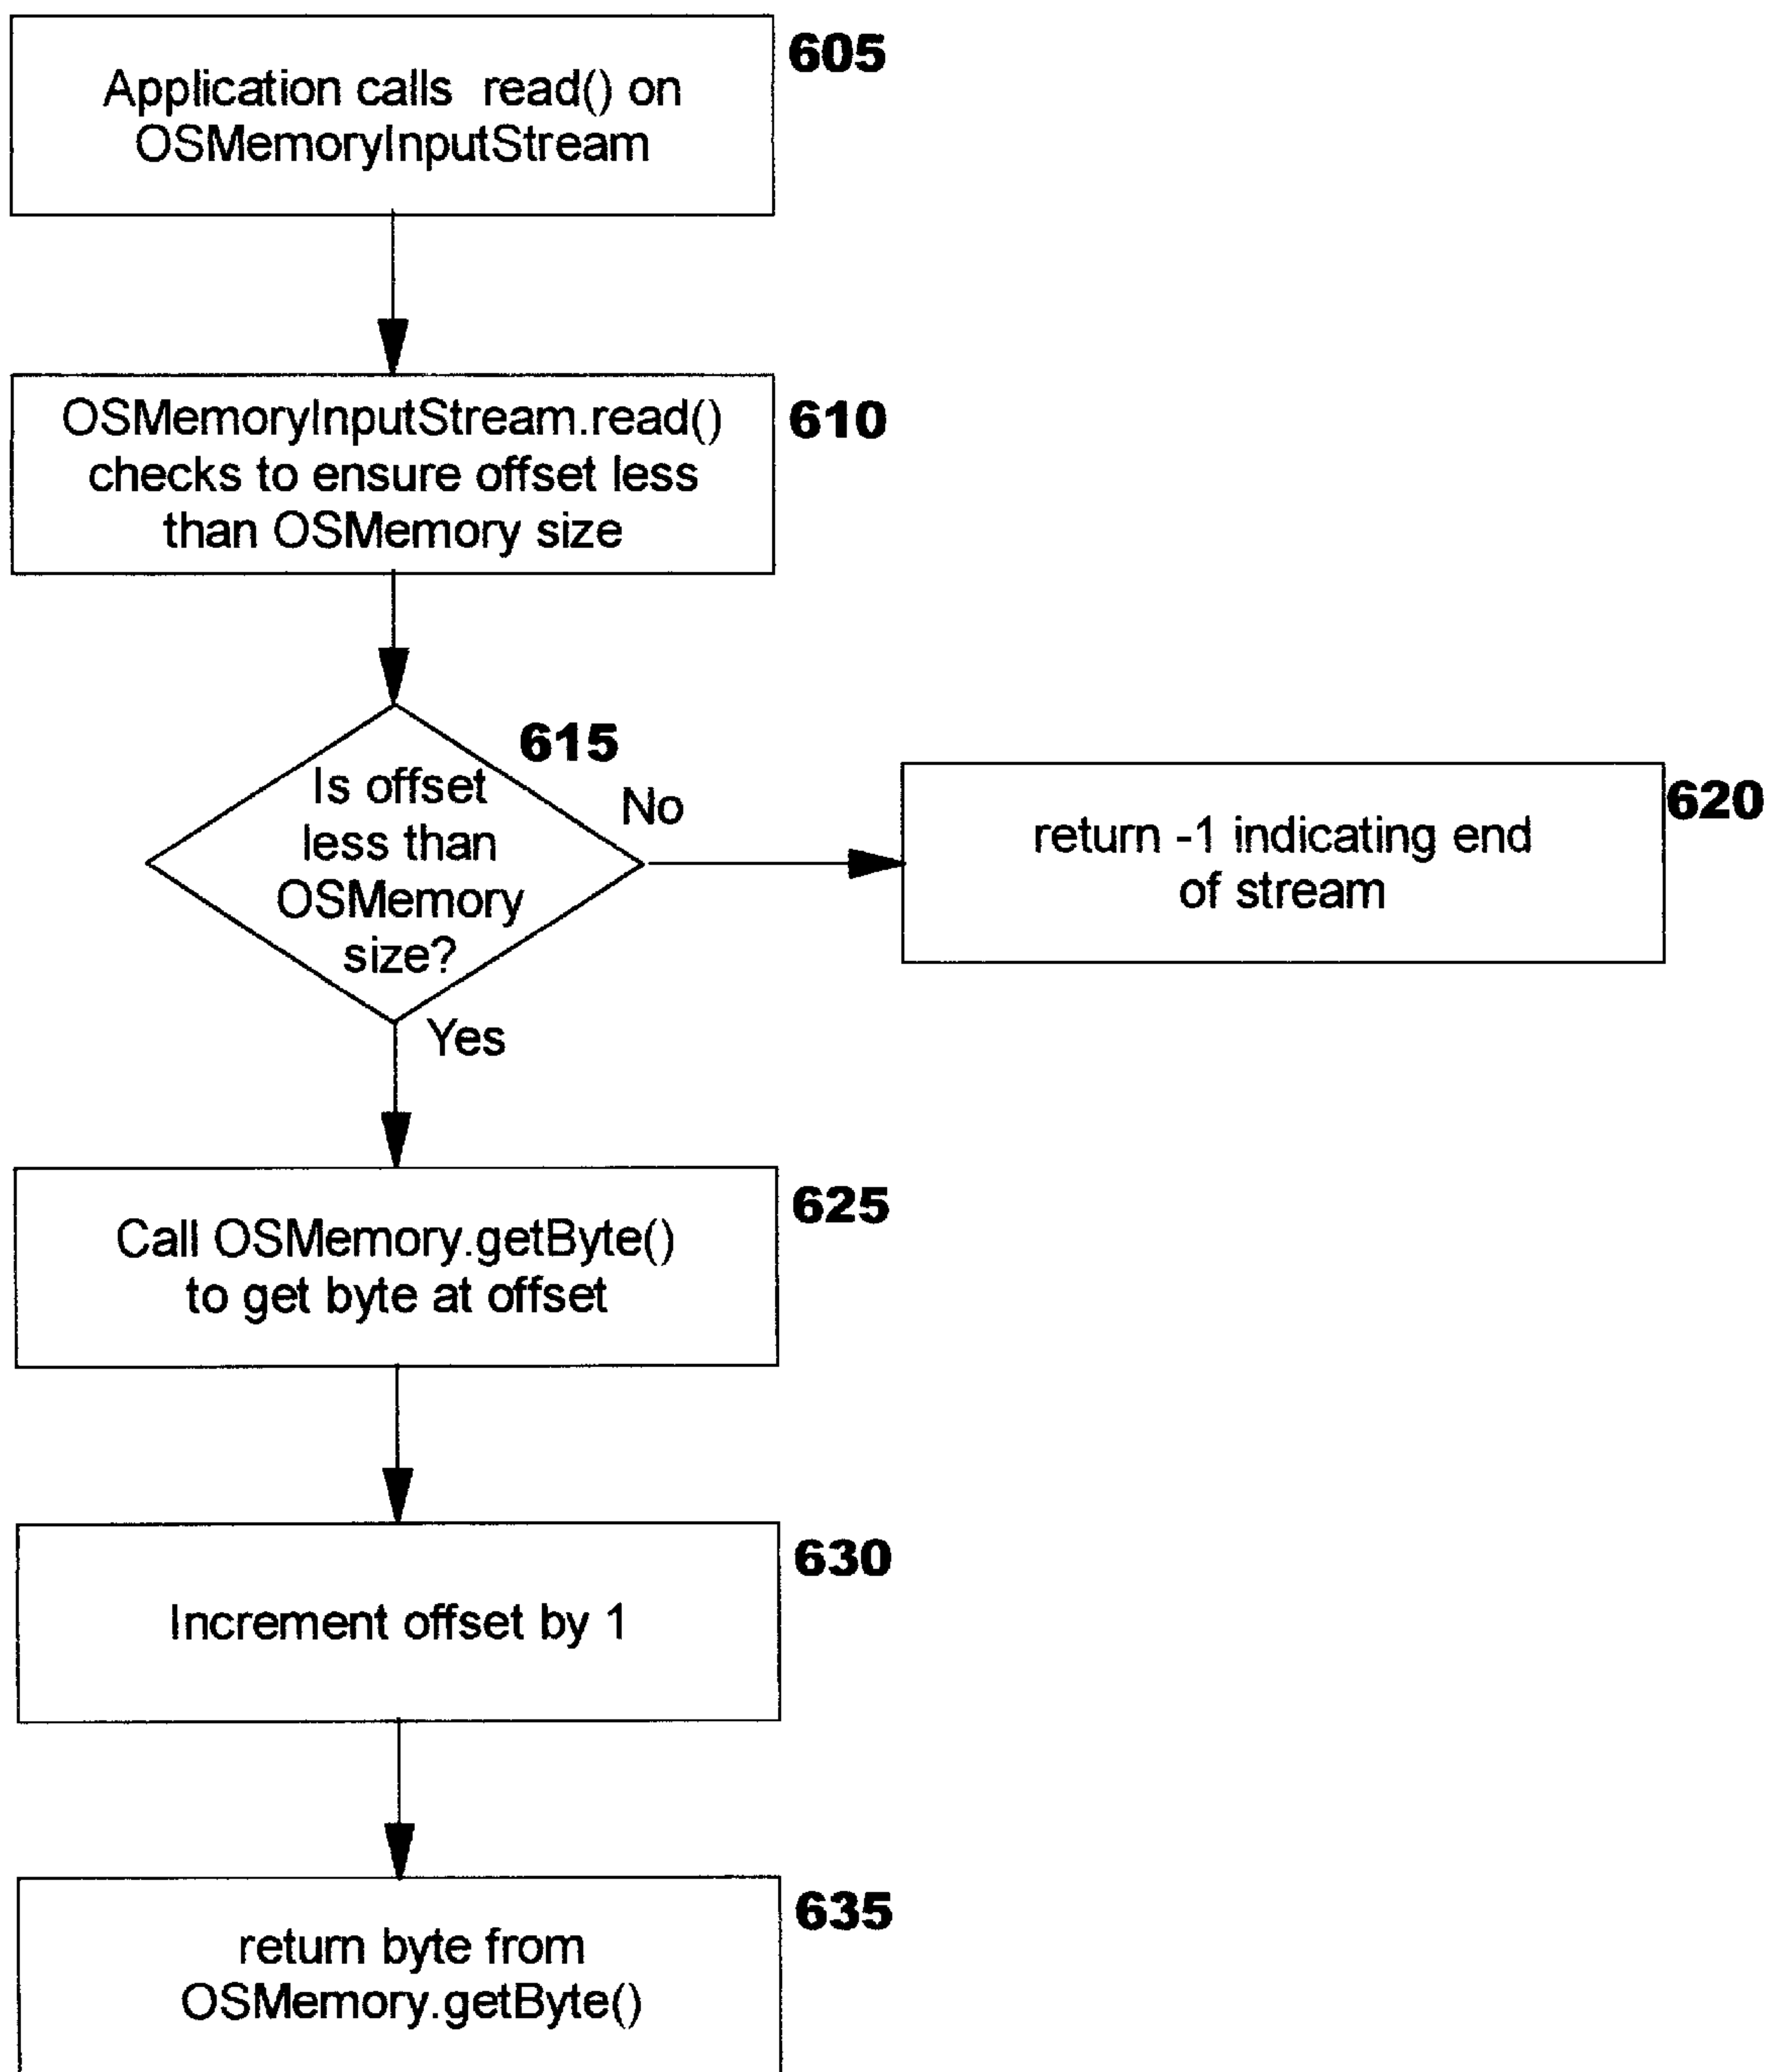 605
Application calls read() on
OSMemoryInputStream
610
OSMemoryInputStream.read()
checks to ensure offset less
than OSMemory size
615
Is offset
less than
OSMemory
size?
No
Yes
620
return -1 indicating end
of stream
625
Call OSMemory.getByte()
to get byte at offset
630
Increment offset by 1
635
return byte from
OSMemory.getByte()